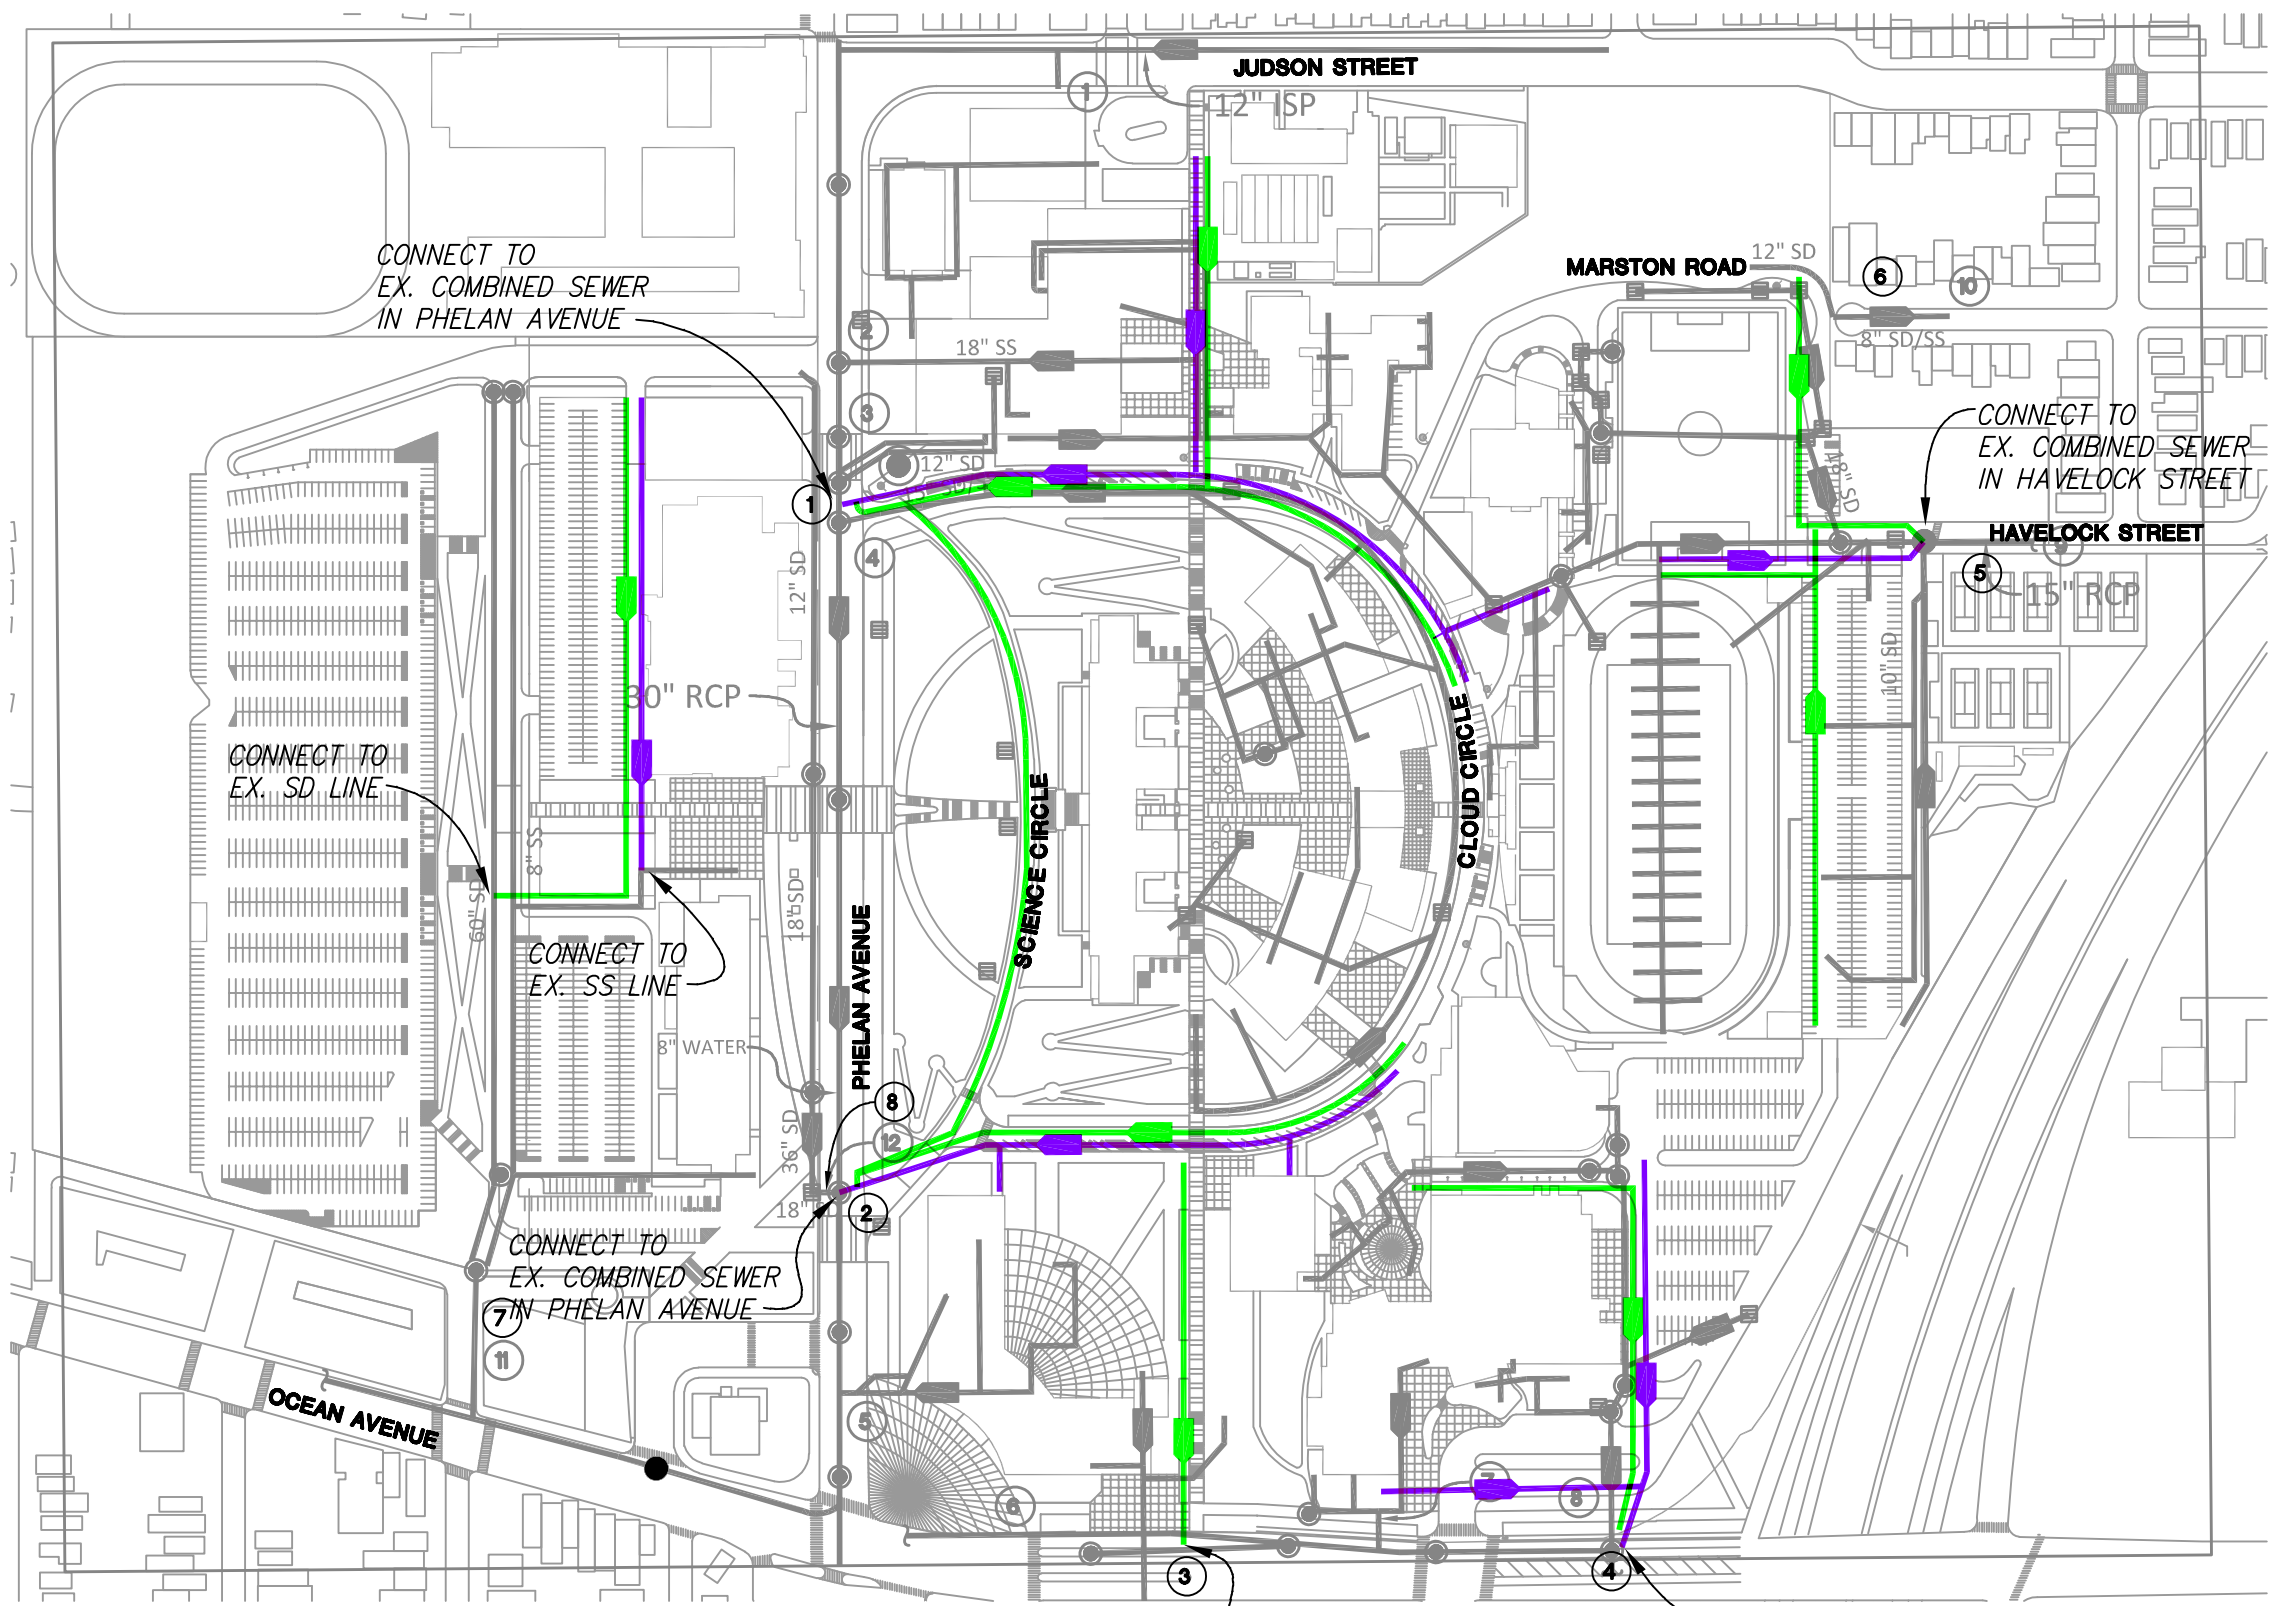 JUDSON STREET
1
12" ISP
CONNECT TO
EX. COMBINED SEWER
IN PHELAN AVENUE
MARSTON ROAD
12" SD
6
10
2
18" SS
8" SD/SS
3
CONNECT TO
EX. COMBINED SEWER
IN HAVELOCK STREET
12" SD
1
18" SD
HAVELOCK STREET
4
12" SD
5
9
15" RCP
10" SD
30" RCP
CLOUD CIRCLE
CONNECT TO
EX. SD LINE
SCIENCE CIRCLE
8" SS
60" SD
18" SD
PHELAN AVENUE
CONNECT TO
EX. SS LINE
8" WATER
8
36" SD
12
18"
2
CONNECT TO
EX. COMBINED SEWER
IN PHELAN AVENUE
7
11
OCEAN AVENUE
5
6
7
8
3
4